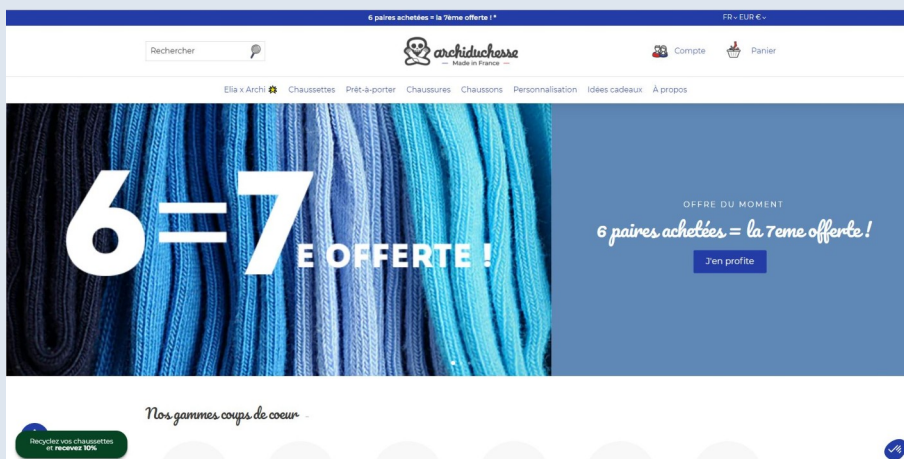 6 paires achetées = la 7ème offerte ! *
FR EUR €
Rechercher
archiduchesse
Made in France
Compte
Panier
Elia x Archi Chaussettes Prêt-à-porter Chaussures Chaussons Personnalisation Idées cadeaux À propos
6=7
E OFFERTE !
OFFRE DU MOMENT
6 paires achetées = la 7eme offerte !
J'en profite
Nos gammes coups de coeur
Recyclez vos chaussettes
et recevez 10%